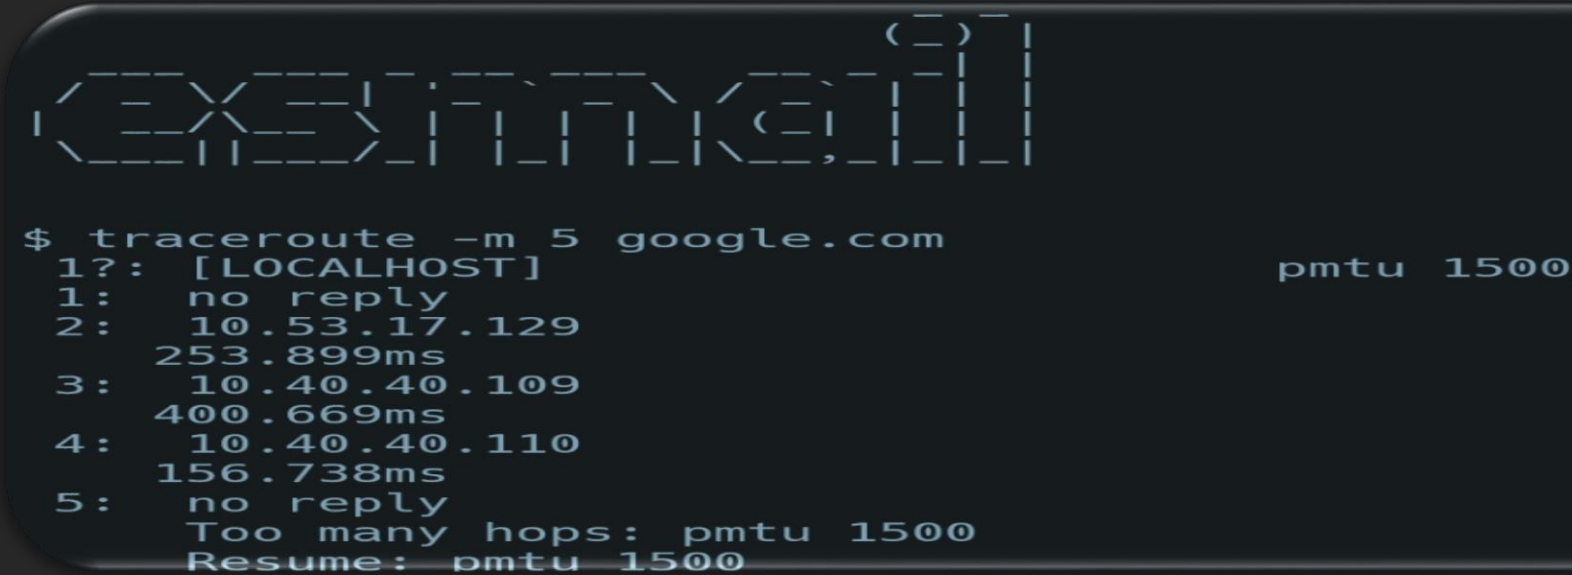 esmail
$ traceroute -m 5 google.com
1?: [LOCALHOST] pmtu 1500
1: no reply
2: 10.53.17.129
253.899ms
3: 10.40.40.109
400.669ms
4: 10.40.40.110
156.738ms
5: no reply
Too many hops: pmtu 1500
Resume: pmtu 1500